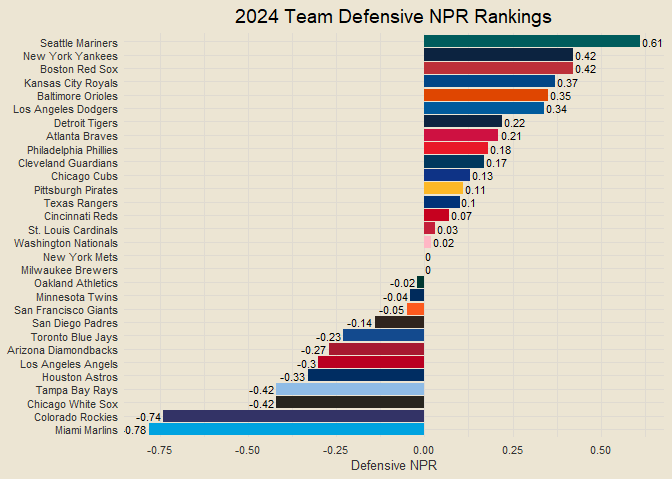 2024 Team Defensive NPR Rankings
Seattle Mariners 0.61
New York Yankees 0.42
Boston Red Sox 0.42
Kansas City Royals 0.37
Baltimore Orioles 0.35
Los Angeles Dodgers 0.34
Detroit Tigers 0.22
Atlanta Braves 0.21
Philadelphia Phillies 0.18
Cleveland Guardians 0.17
Chicago Cubs 0.13
Pittsburgh Pirates 0.11
Texas Rangers 0.1
Cincinnati Reds 0.07
St. Louis Cardinals 0.03
Washington Nationals 0.02
New York Mets 0
Milwaukee Brewers 0
Oakland Athletics -0.02
Minnesota Twins -0.04
San Francisco Giants -0.05
San Diego Padres -0.14
Toronto Blue Jays -0.23
Arizona Diamondbacks -0.27
Los Angeles Angels -0.3
Houston Astros -0.33
Tampa Bay Rays -0.42
Chicago White Sox -0.42
Colorado Rockies -0.74
Miami Marlins -0.78
-0.75 -0.50 -0.25 0.00 0.25 0.50
Defensive NPR